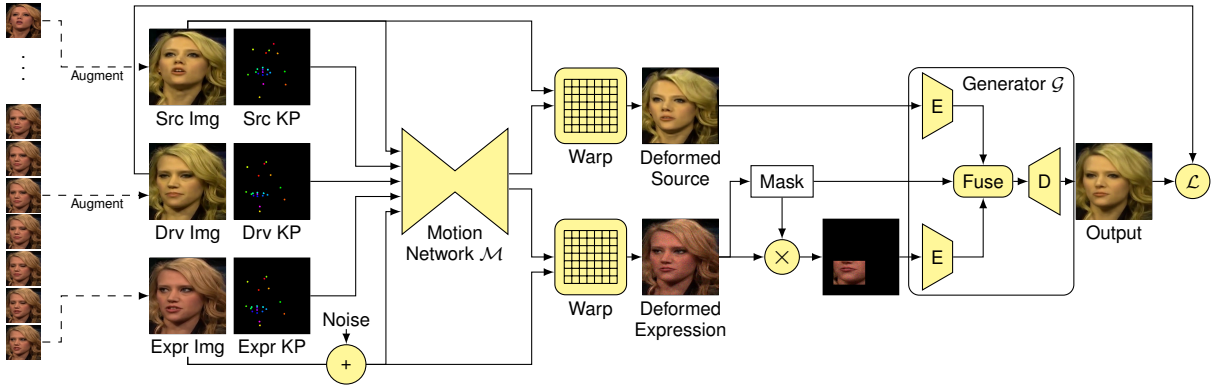 Augment
Src Img
Src KP
Drv Img
Drv KP
Augment
Expr Img
Expr KP
Noise
+
Motion
Network M
Warp
Deformed
Source
Warp
Deformed
Expression
Mask
×
Generator G
E
Fuse
D
E
Output
L